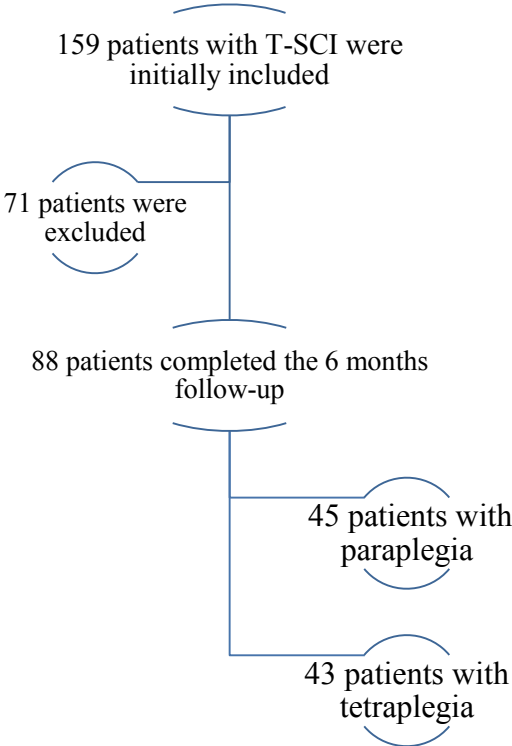 159 patients with T-SCI were
initially included
71 patients were
excluded
88 patients completed the 6 months
follow-up
45 patients with
paraplegia
43 patients with
tetraplegia